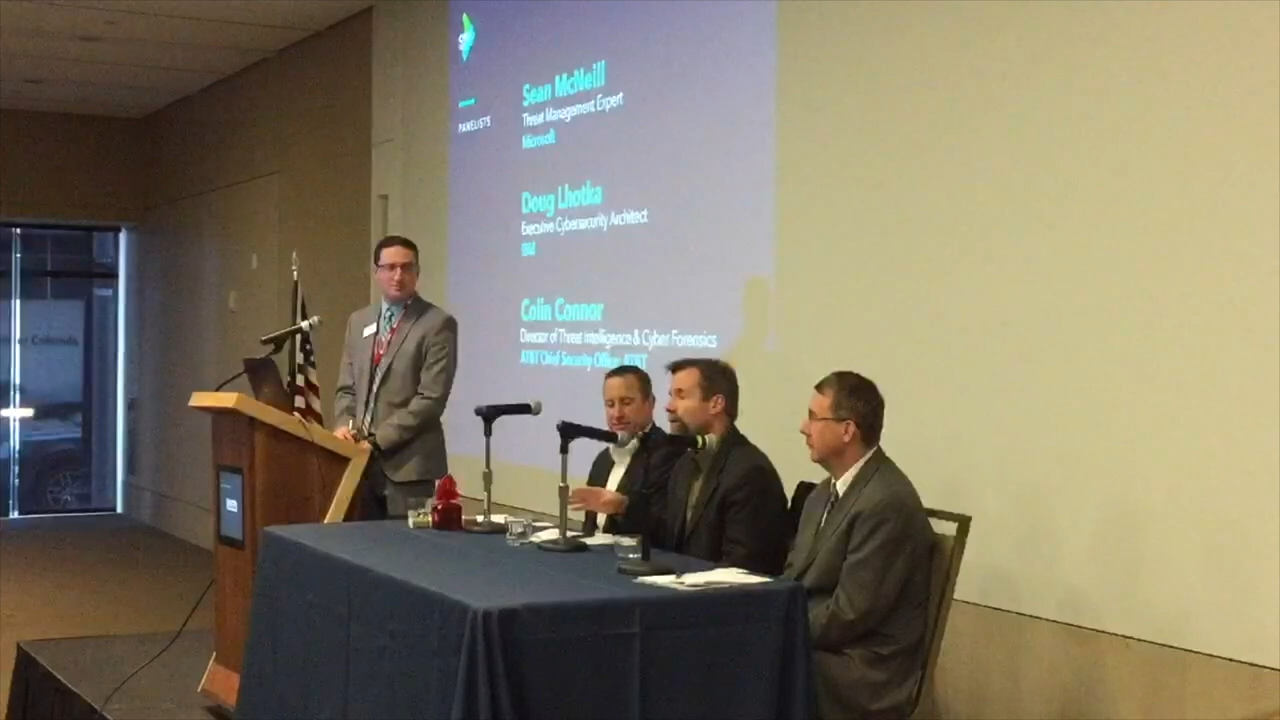 PANELISTS
Sean McNeill
Threat Management Expert
Microsoft
Doug Lhotka
Executive Cybersecurity Architect
IBM
Colin Connor
Director of Threat Intelligence & Cyber Forensics
AT&T Chief Security Office, AT&T